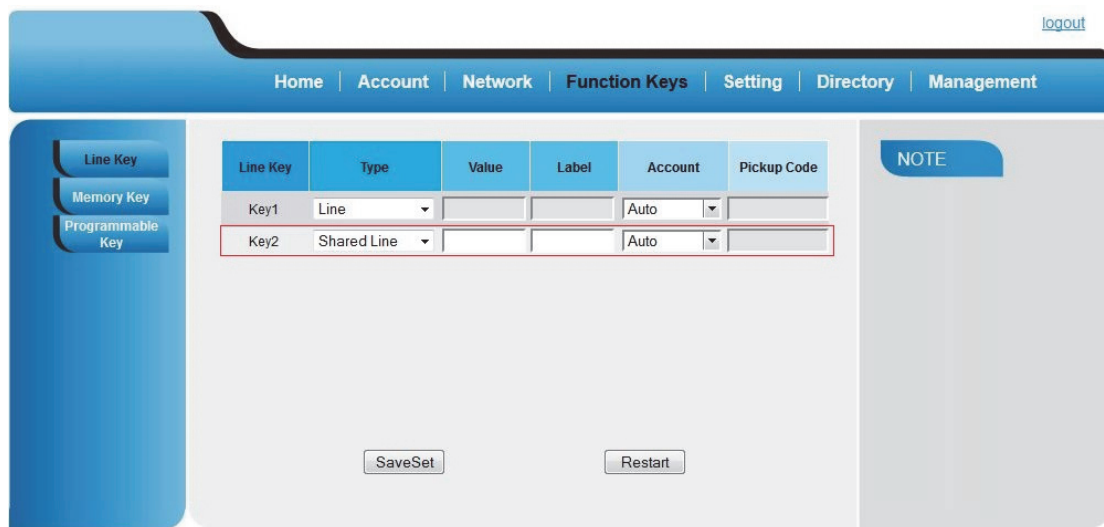 logout
Home | Account | Network | Function Keys | Setting | Directory | Management
Line Key
Memory Key
Programmable
Key
Line Key Type Value Label Account Pickup Code
Key1 Line Auto
Key2 Shared Line Auto
SaveSet Restart
NOTE